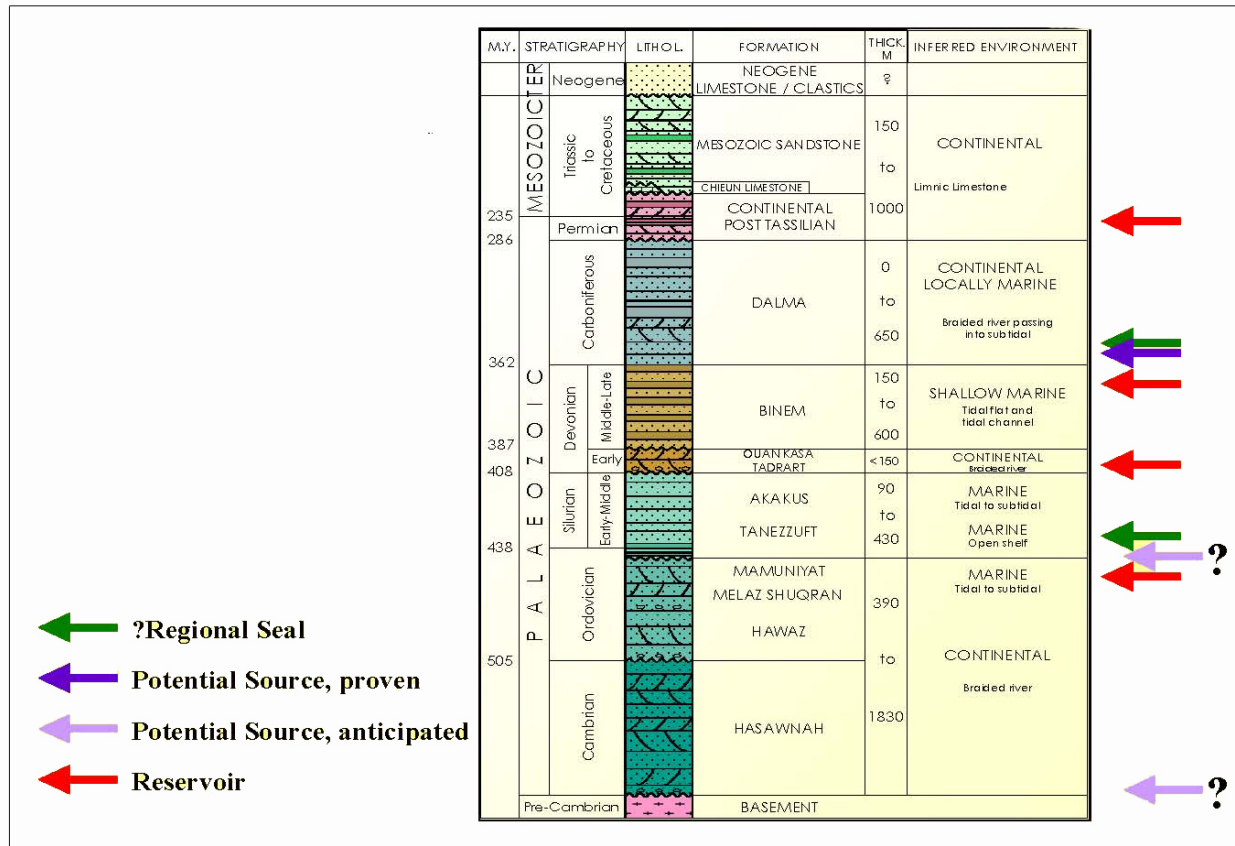 M.Y. STRATIGRAPHY LITHOL. FORMATION THICK. M INFERRED ENVIRONMENT
MESOZOIC TER
Neogene
NEOGENE
LIMESTONE / CLASTICS
?
Triassic
to
Cretaceous
MESOZOIC SANDSTONE
150
to
1000
CONTINENTAL
Limnic Limestone
CHIEUN LIMESTONE
CONTINENTAL
POST TASSILIAN
235
Permian
286
PALAEOZOIC
Carboniferous
DALMA
0
to
650
CONTINENTAL
LOCALLY MARINE
Braided river passing
into subtidal
362
Devonian
Middle-Late
BINEM
150
to
600
SHALLOW MARINE
Tidal flat and
tidal channel
387
Early
OUAN KASA
TADRART
<150
CONTINENTAL
Braided river
408
Silurian
Early-Middle
AKAKUS
TANEZZUFT
90
to
430
MARINE
Tidal to subtidal
MARINE
Open shelf
438
?
Ordovician
MAMUNIYAT
MELAZ SHUQRAN
HAWAZ
390
to
1830
MARINE
Tidal to subtidal
CONTINENTAL
Braided river
505
Cambrian
HASAWNAH
?
Pre-Cambrian
BASEMENT
?Regional Seal
Potential Source, proven
Potential Source, anticipated
Reservoir